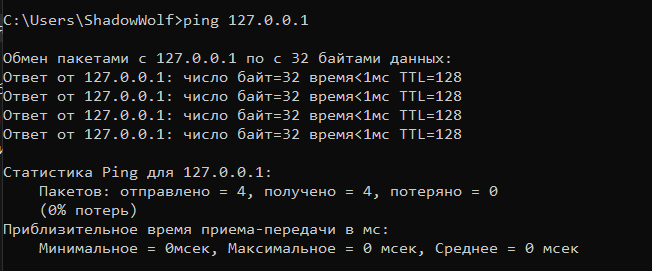 C:\Users\ShadowWolf>ping 127.0.0.1
Обмен пакетами с 127.0.0.1 по с 32 байтами данных:
Ответ от 127.0.0.1: число байт=32 время<1мс TTL=128
Ответ от 127.0.0.1: число байт=32 время<1мс TTL=128
Ответ от 127.0.0.1: число байт=32 время<1мс TTL=128
Ответ от 127.0.0.1: число байт=32 время<1мс TTL=128
Статистика Ping для 127.0.0.1:
Пакетов: отправлено = 4, получено = 4, потеряно = 0
(0% потерь)
Приблизительное время приема-передачи в мс:
Минимальное = 0мсек, Максимальное = 0 мсек, Среднее = 0 мсек